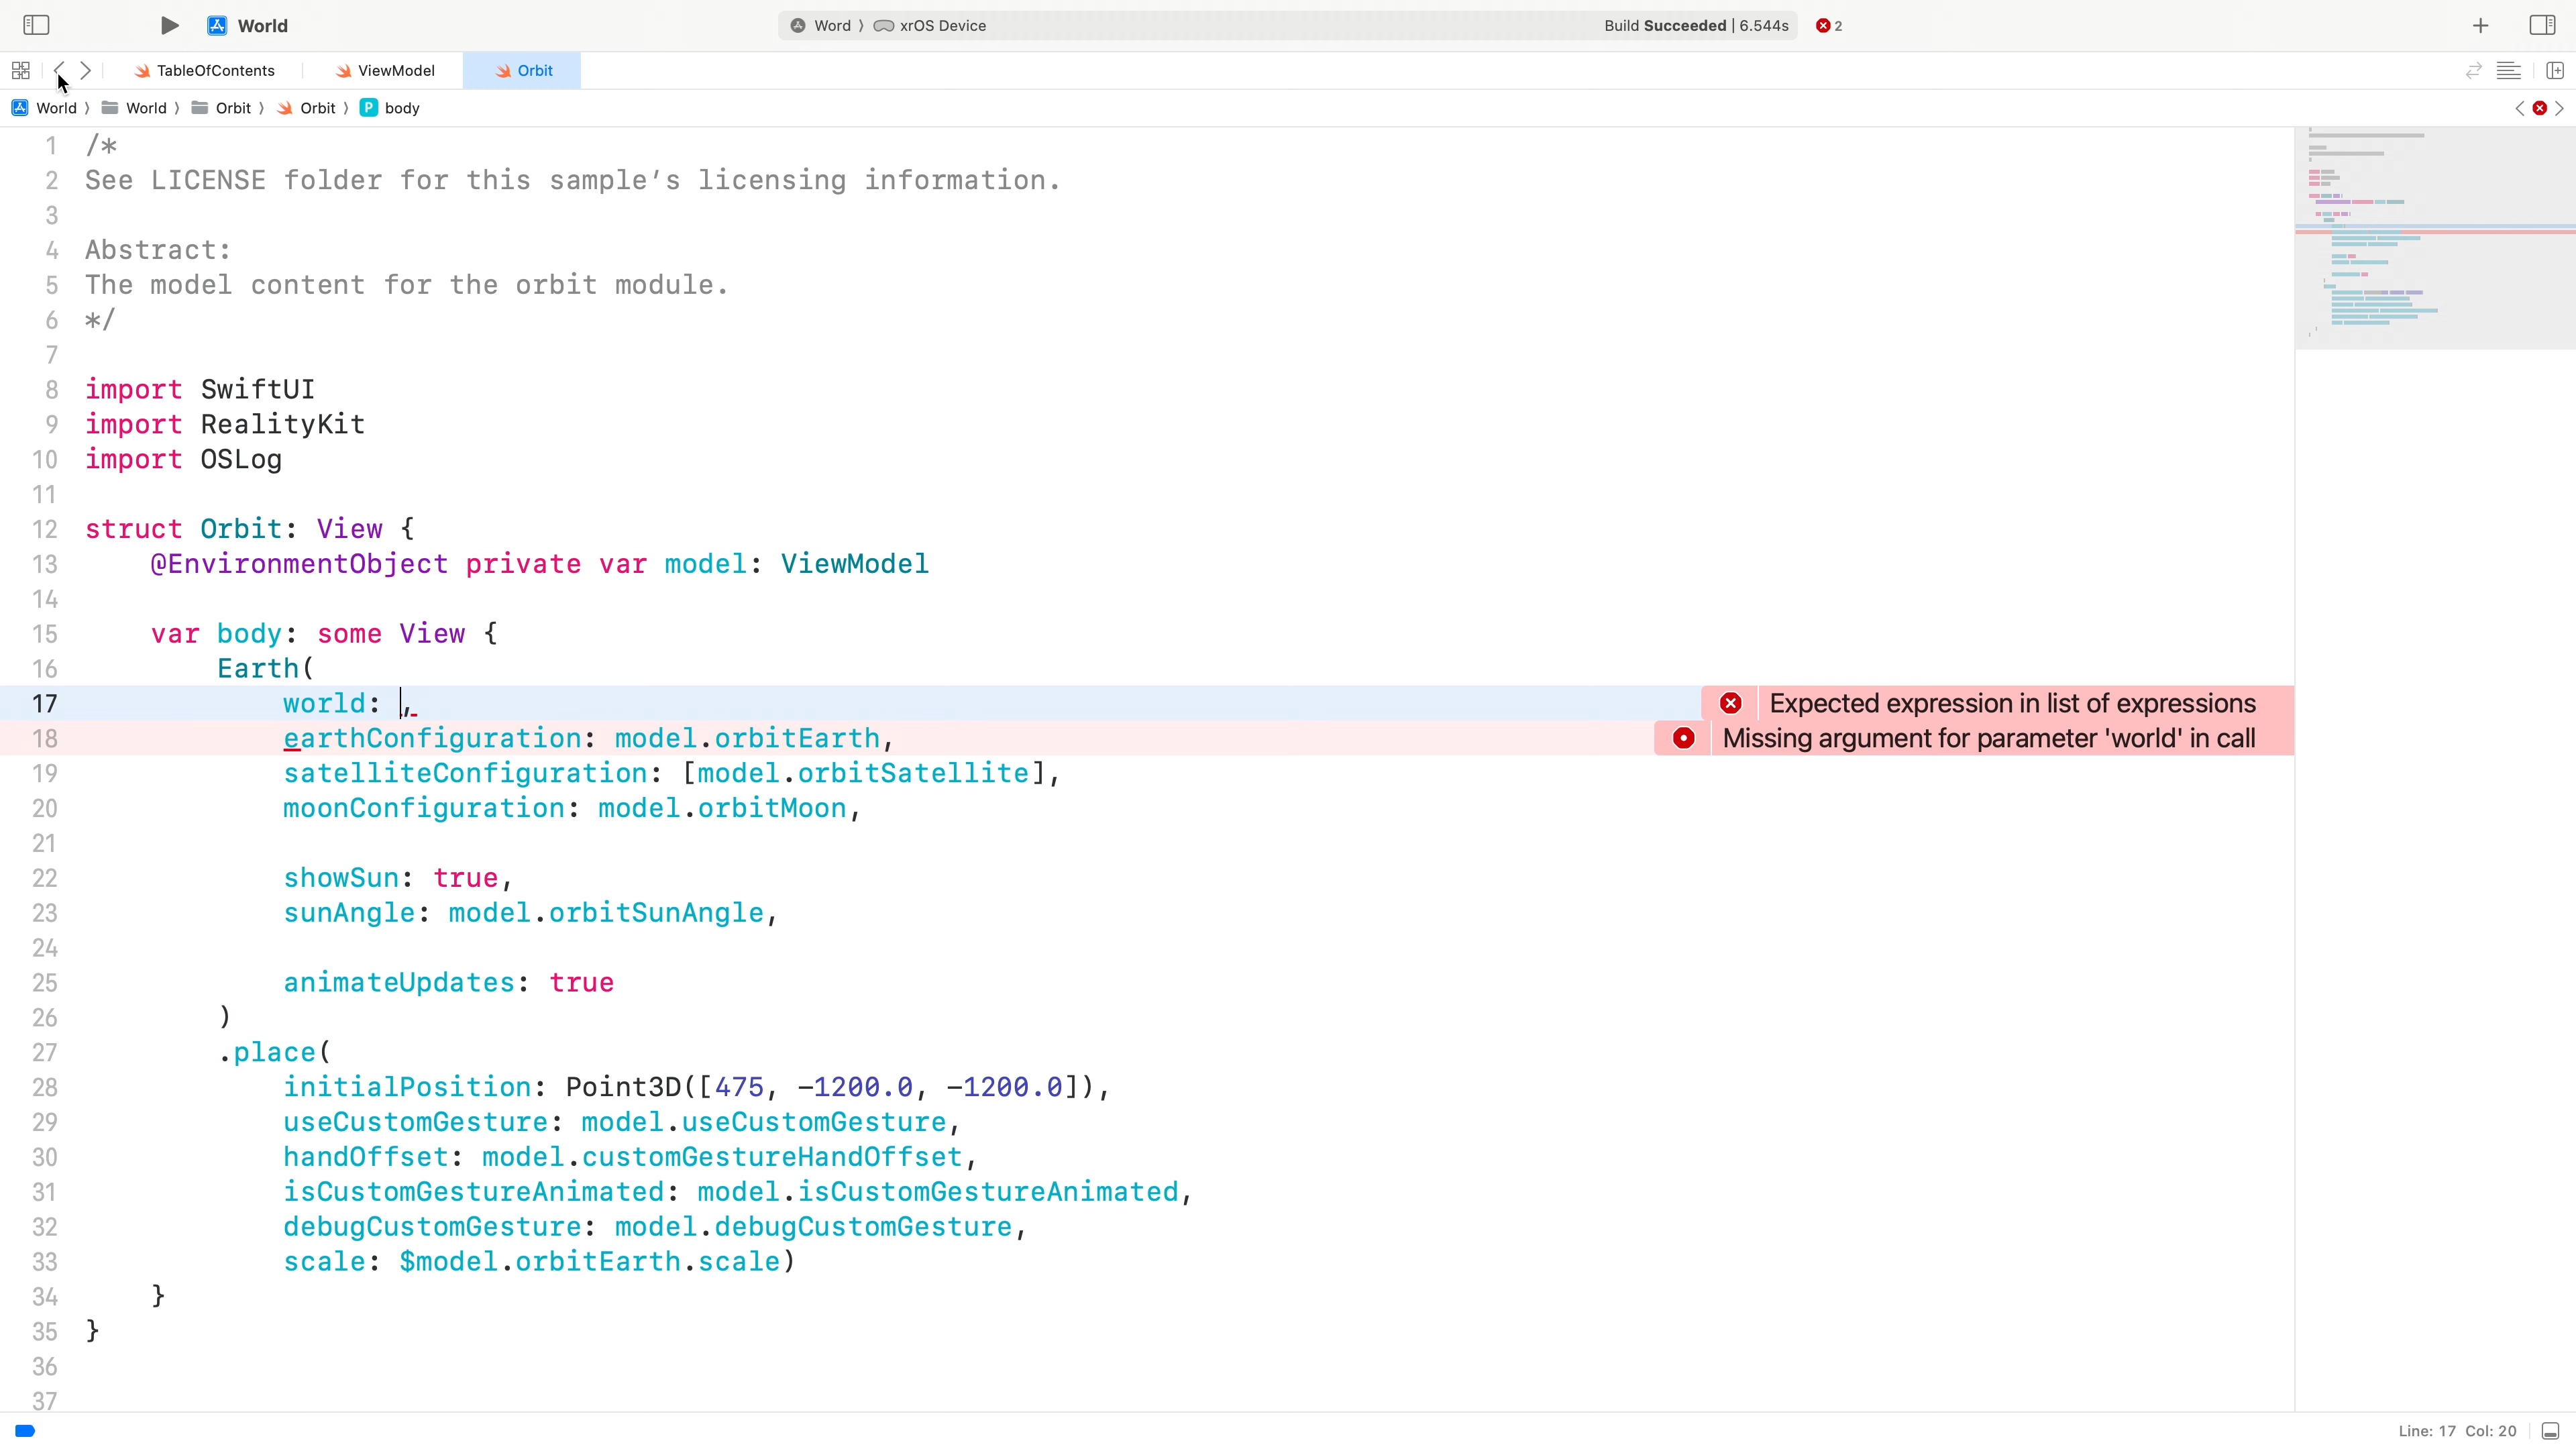 World
Word 〉 xrOS Device
Build Succeeded | 6.544s
2
TableOfContents
ViewModel
Orbit
World 〉 World 〉 Orbit 〉 Orbit 〉 P body
1 /*
2 See LICENSE folder for this sample’s licensing information.
3
4 Abstract:
5 The model content for the orbit module.
6 */
7
8 import SwiftUI
9 import RealityKit
10 import OSLog
11
12 struct Orbit: View {
13 @EnvironmentObject private var model: ViewModel
14
15 var body: some View {
16 Earth(
17 world: ,
Expected expression in list of expressions
18 earthConfiguration: model.orbitEarth,
Missing argument for parameter 'world' in call
19 satelliteConfiguration: [model.orbitSatellite],
20 moonConfiguration: model.orbitMoon,
21
22 showSun: true,
23 sunAngle: model.orbitSunAngle,
24
25 animateUpdates: true
26 )
27 .place(
28 initialPosition: Point3D([475, −1200.0, −1200.0]),
29 useCustomGesture: model.useCustomGesture,
30 handOffset: model.customGestureHandOffset,
31 isCustomGestureAnimated: model.isCustomGestureAnimated,
32 debugCustomGesture: model.debugCustomGesture,
33 scale: $model.orbitEarth.scale)
34 }
35 }
36
37
Line: 17 Col: 20